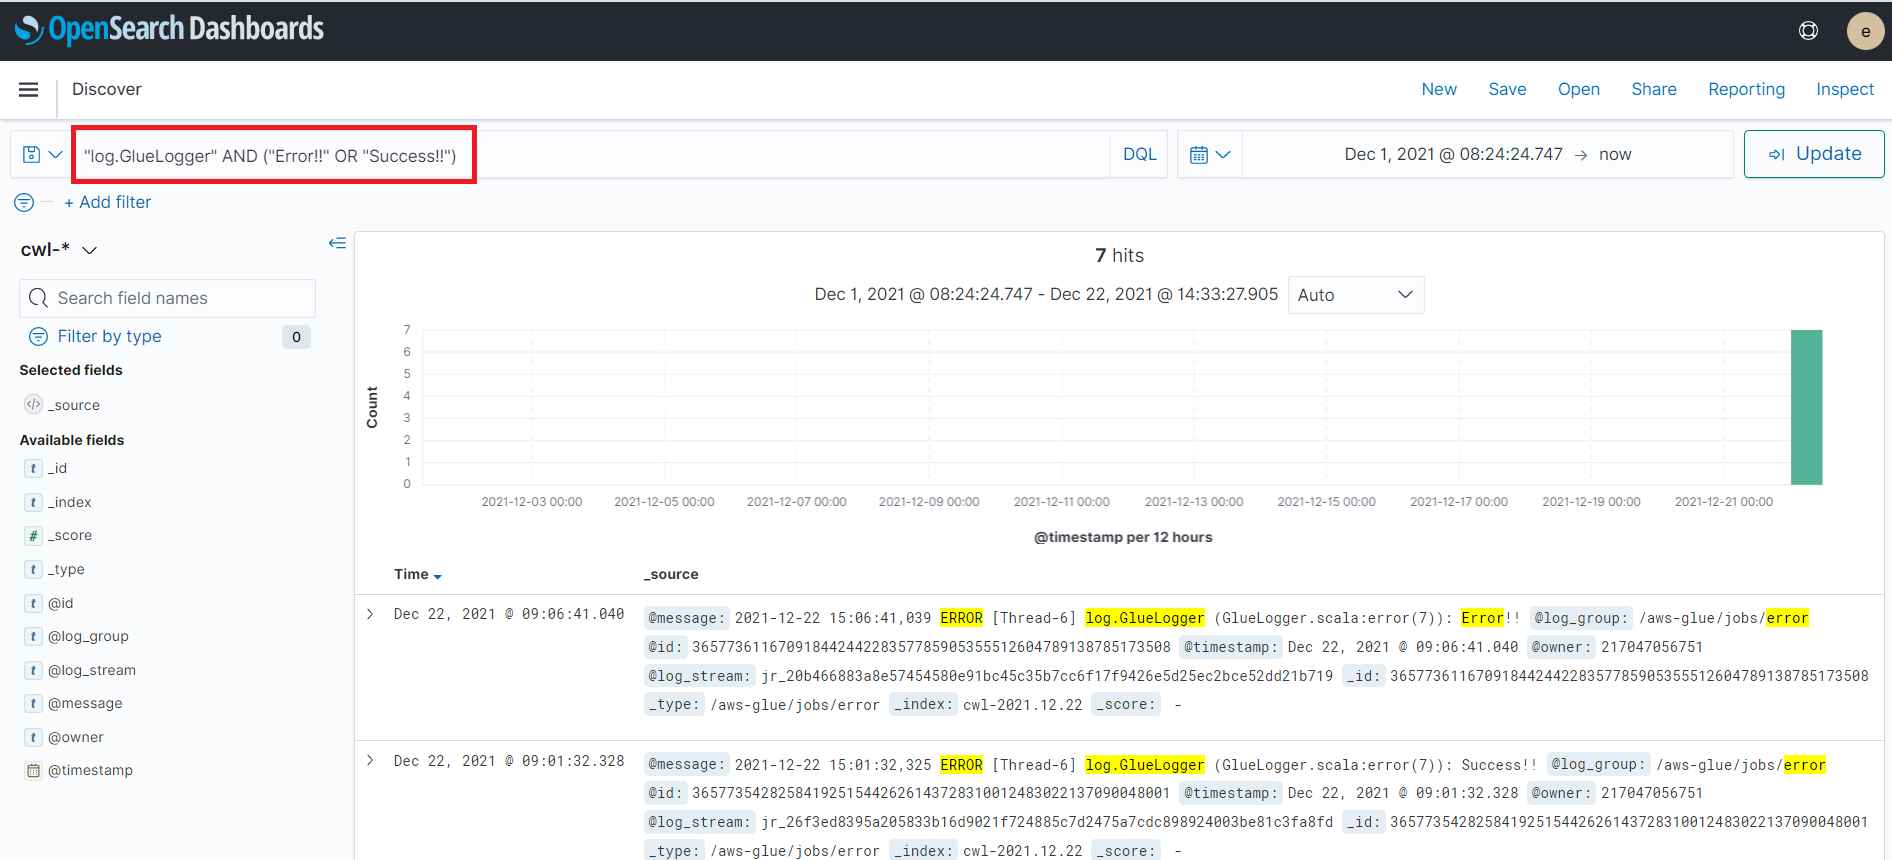 OpenSearch Dashboards
e
Discover
New Save Open Share Reporting Inspect
"log.GlueLogger" AND ("Error!!" OR "Success!!")
DQL
Dec 1, 2021 @ 08:24:24.747 → now
Update
+ Add filter
cwl-*
Search field names
Filter by type 0
Selected fields
_source
Available fields
t _id
t _index
# _score
t _type
t @id
t @log_group
t @log_stream
t @message
t @owner
@timestamp
7 hits
Dec 1, 2021 @ 08:24:24.747 - Dec 22, 2021 @ 14:33:27.905 Auto
Count
7
6
5
4
3
2
1
0
2021-12-03 00:00 2021-12-05 00:00 2021-12-07 00:00 2021-12-09 00:00 2021-12-11 00:00 2021-12-13 00:00 2021-12-15 00:00 2021-12-17 00:00 2021-12-19 00:00 2021-12-21 00:00
@timestamp per 12 hours
Time _source
Dec 22, 2021 @ 09:06:41.040 @message: 2021-12-22 15:06:41,039 ERROR [Thread-6] log.GlueLogger (GlueLogger.scala:error(7)): Error!! @log_group: /aws-glue/jobs/error
@id: 36577361167091844244228357785905355512604789138785173508 @timestamp: Dec 22, 2021 @ 09:06:41.040 @owner: 217047056751
@log_stream: jr_20b466883a8e57454580e91bc45c35b7cc6f17f9426e5d25ec2bce52dd21b719 _id: 36577361167091844244228357785905355512604789138785173508
_type: /aws-glue/jobs/error _index: cwl-2021.12.22 _score: -
Dec 22, 2021 @ 09:01:32.328 @message: 2021-12-22 15:01:32,325 ERROR [Thread-6] log.GlueLogger (GlueLogger.scala:error(7)): Success!! @log_group: /aws-glue/jobs/error
@id: 36577354282584192515442626143728310012483022137090048001 @timestamp: Dec 22, 2021 @ 09:01:32.328 @owner: 217047056751
@log_stream: jr_26f3ed8395a205833b16d9021f724885c7d2475a7cdc898924003be81c3fa8fd _id: 36577354282584192515442626143728310012483022137090048001
_type: /aws-glue/jobs/error _index: cwl-2021.12.22 _score: -